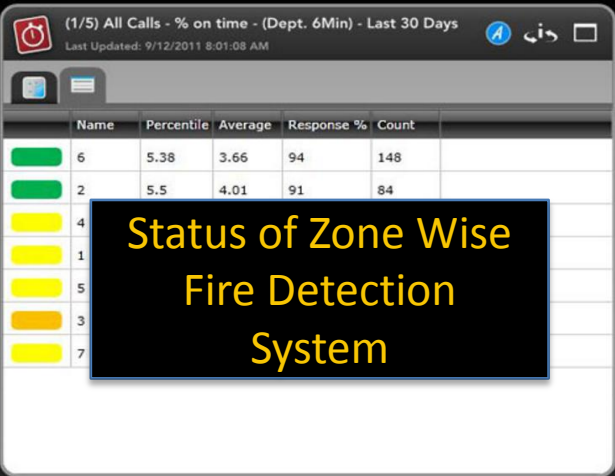 (1/5) All Calls - % on time - (Dept. 6Min) - Last 30 Days
Last Updated: 9/12/2011 8:01:08 AM
A
Name Percentile Average Response % Count
6 5.38 3.66 94 148
2 5.5 4.01 91 84
4
1
5
3
7
Status of Zone Wise
Fire Detection
System